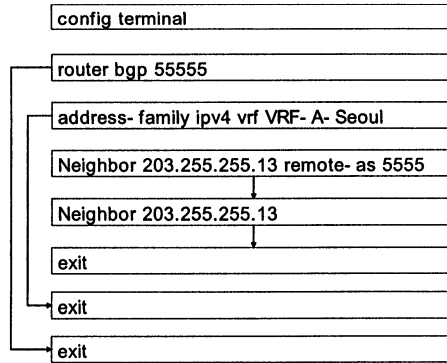 config terminal
router bgp 55555
address- family ipv4 vrf VRF- A- Seoul
Neighbor 203.255.255.13 remote- as 5555
Neighbor 203.255.255.13
exit
exit
exit